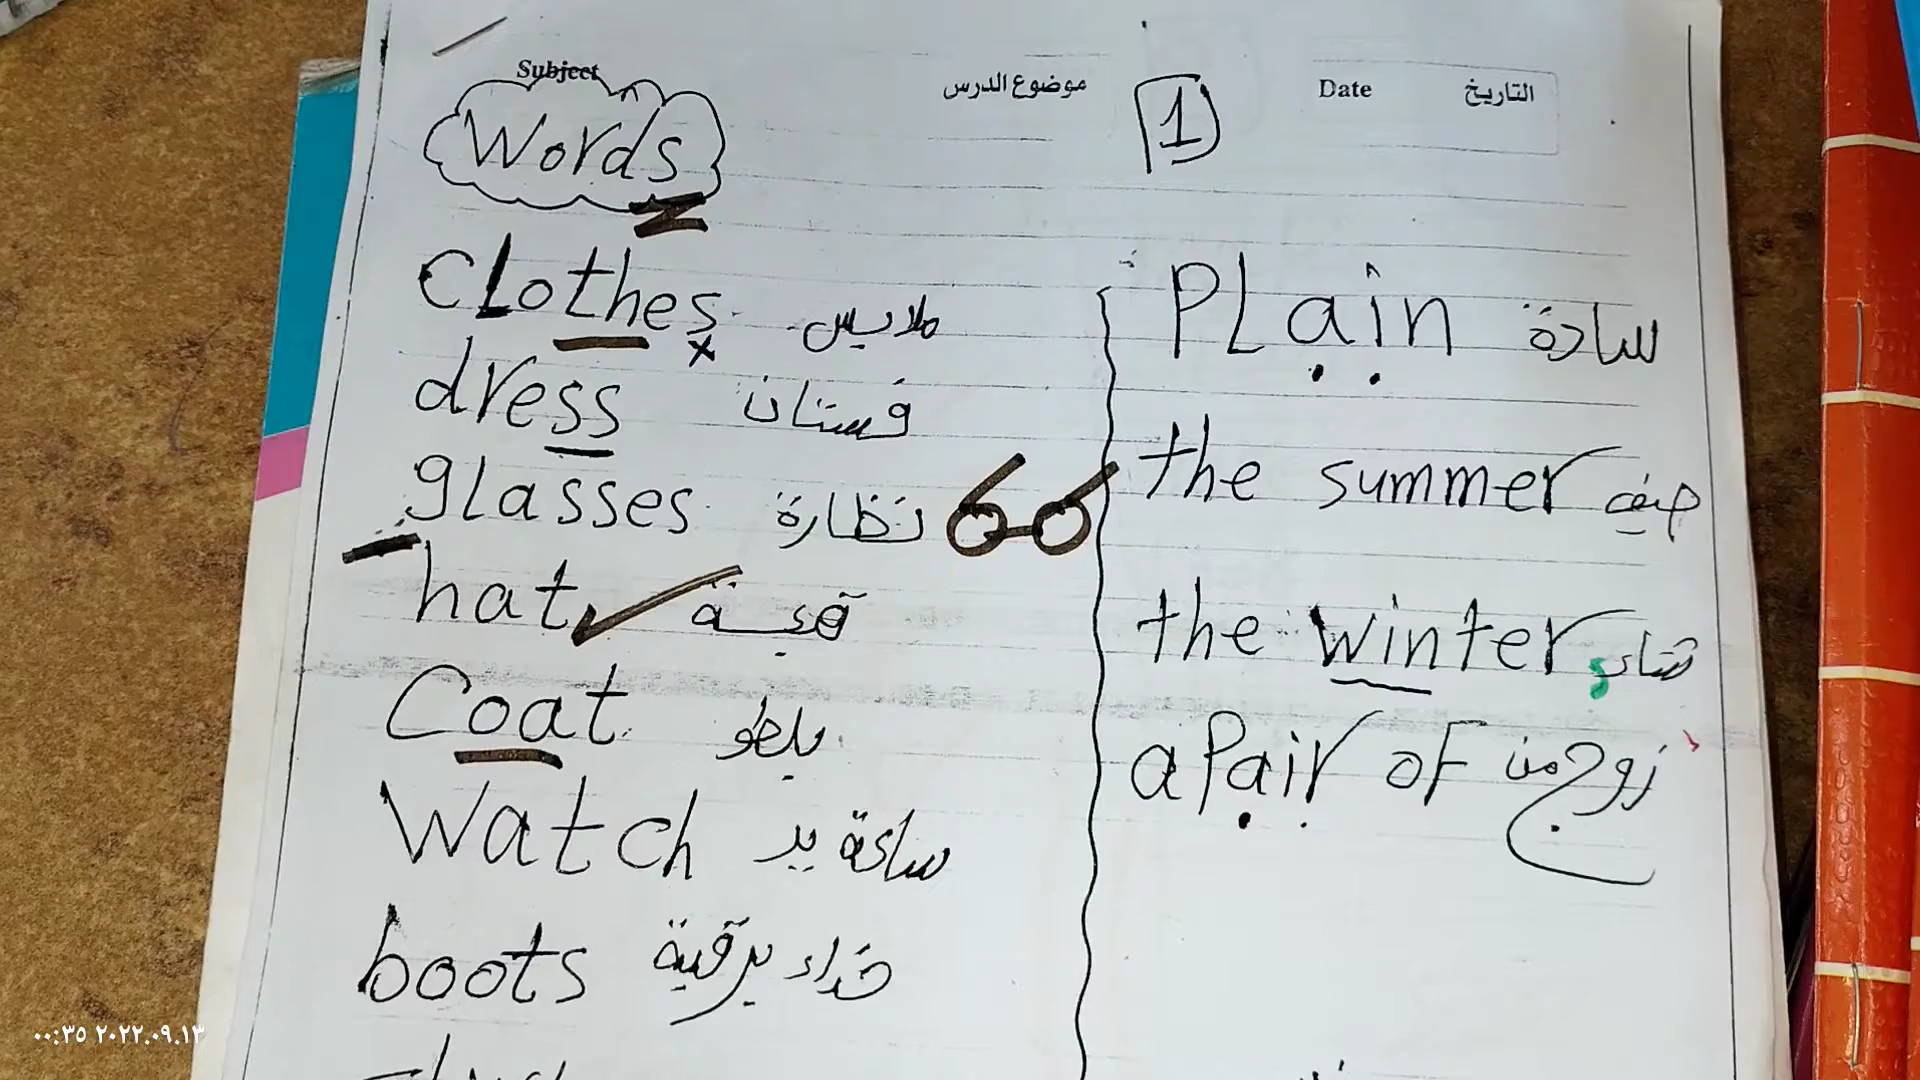 Subject موضوع الدرس Date التاريخ
Words
1
clothes ملابس
dress فستان
glasses نظارة
hat قبعة
coat بلطو
watch ساعة يد
boots حذاء برقبة
plain سادة
the summer صيف
the winter شتاء
a pair of زوج من
٠٠:٣٥ ٢٠٢٢.٠٩.١٣